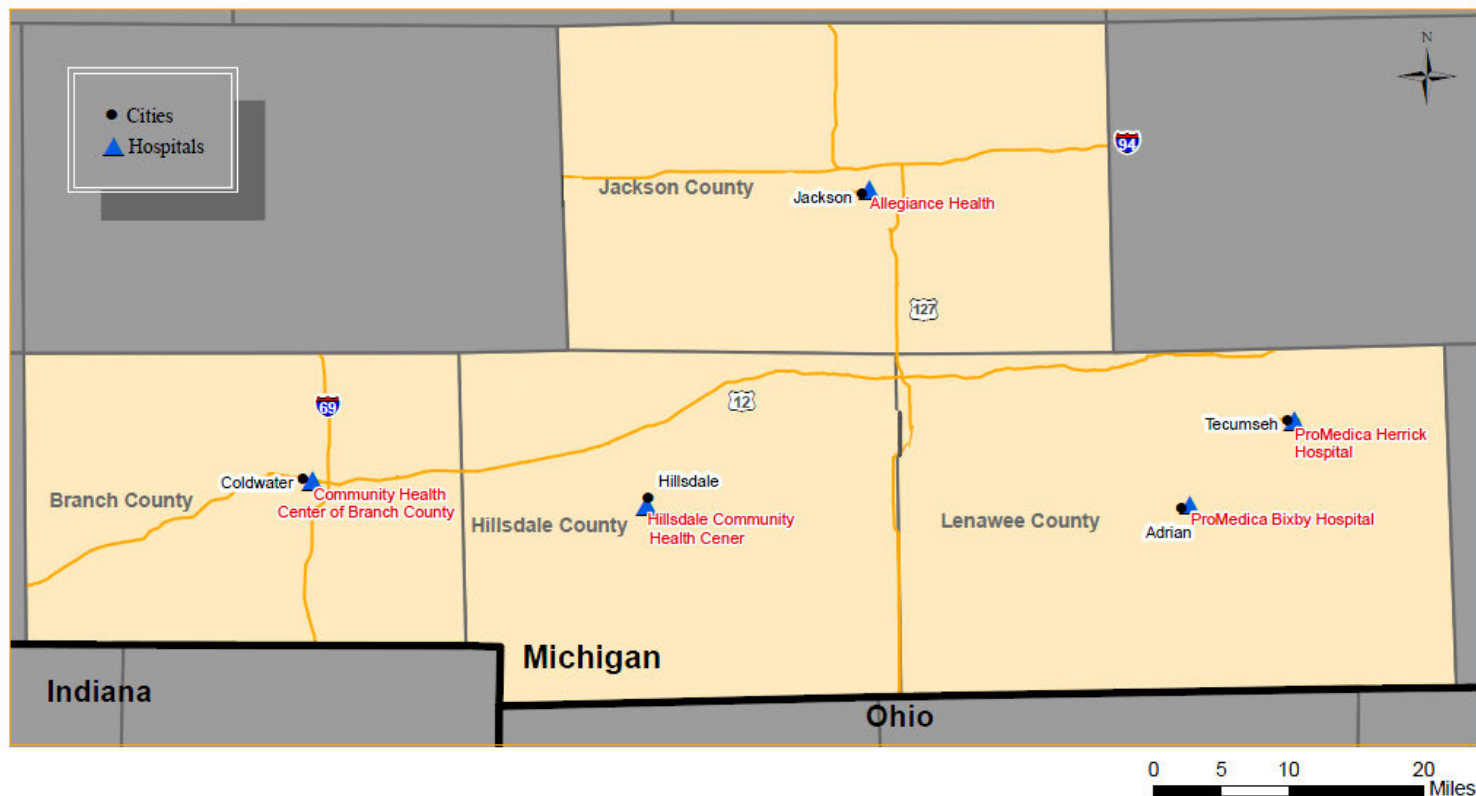 N
Cities
Hospitals
94
Jackson County
Jackson
Allegiance Health
127
69
12
Tecumseh
ProMedica Herrick
Hospital
Coldwater
Hillsdale
Branch County
Community Health
Center of Branch County
Hillsdale County
Hillsdale Community
Health Cener
Lenawee County
ProMedica Bixby Hospital
Adrian
Michigan
Indiana
Ohio
0 5 10 20
Miles